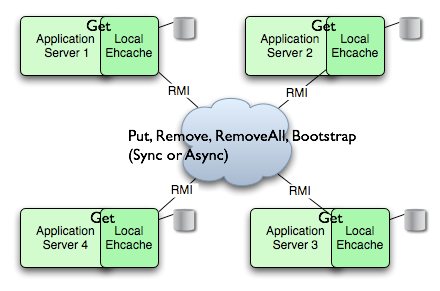 Get
Application
Server 1
Local
Ehcache
Get
Application
Server 2
Local
Ehcache
RMI
RMI
Put, Remove, RemoveAll, Bootstrap
(Sync or Async)
RMI
RMI
Get
Application
Server 4
Local
Ehcache
Get
Application
Server 3
Local
Ehcache